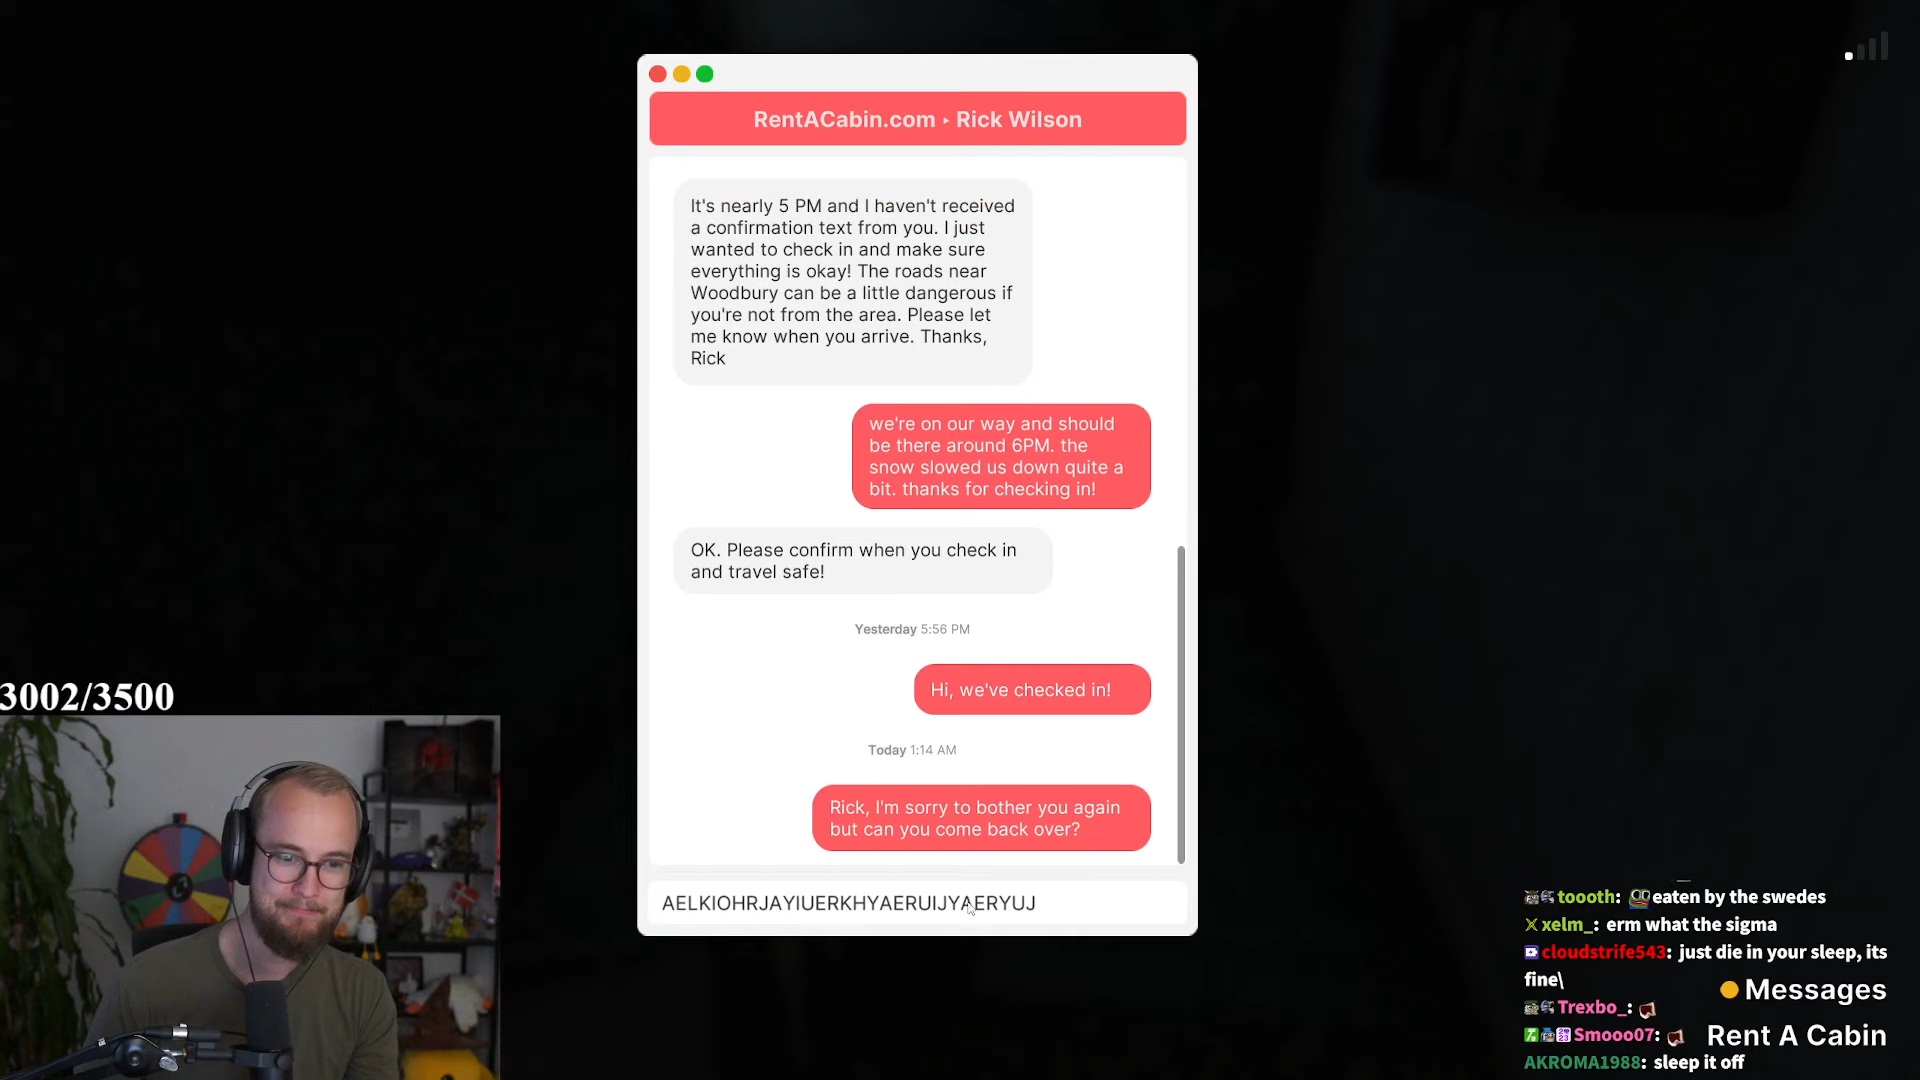 RentACabin.com ‣ Rick Wilson
It's nearly 5 PM and I haven't received
a confirmation text from you. I just
wanted to check in and make sure
everything is okay! The roads near
Woodbury can be a little dangerous if
you're not from the area. Please let
me know when you arrive. Thanks,
Rick
we're on our way and should
be there around 6PM. the
snow slowed us down quite a
bit. thanks for checking in!
OK. Please confirm when you check in
and travel safe!
Yesterday 5:56 PM
Hi, we've checked in!
Today 1:14 AM
Rick, I'm sorry to bother you again
but can you come back over?
AELKIOHRJAYIUERKHYAERUIJYAERYUJ
3002/3500
toooth: eaten by the swedes
xelm_: erm what the sigma
cloudstrife543: just die in your sleep, its
fine\
Messages
Trexbo_:
Smooo07:
Rent A Cabin
AKROMA1988: sleep it off